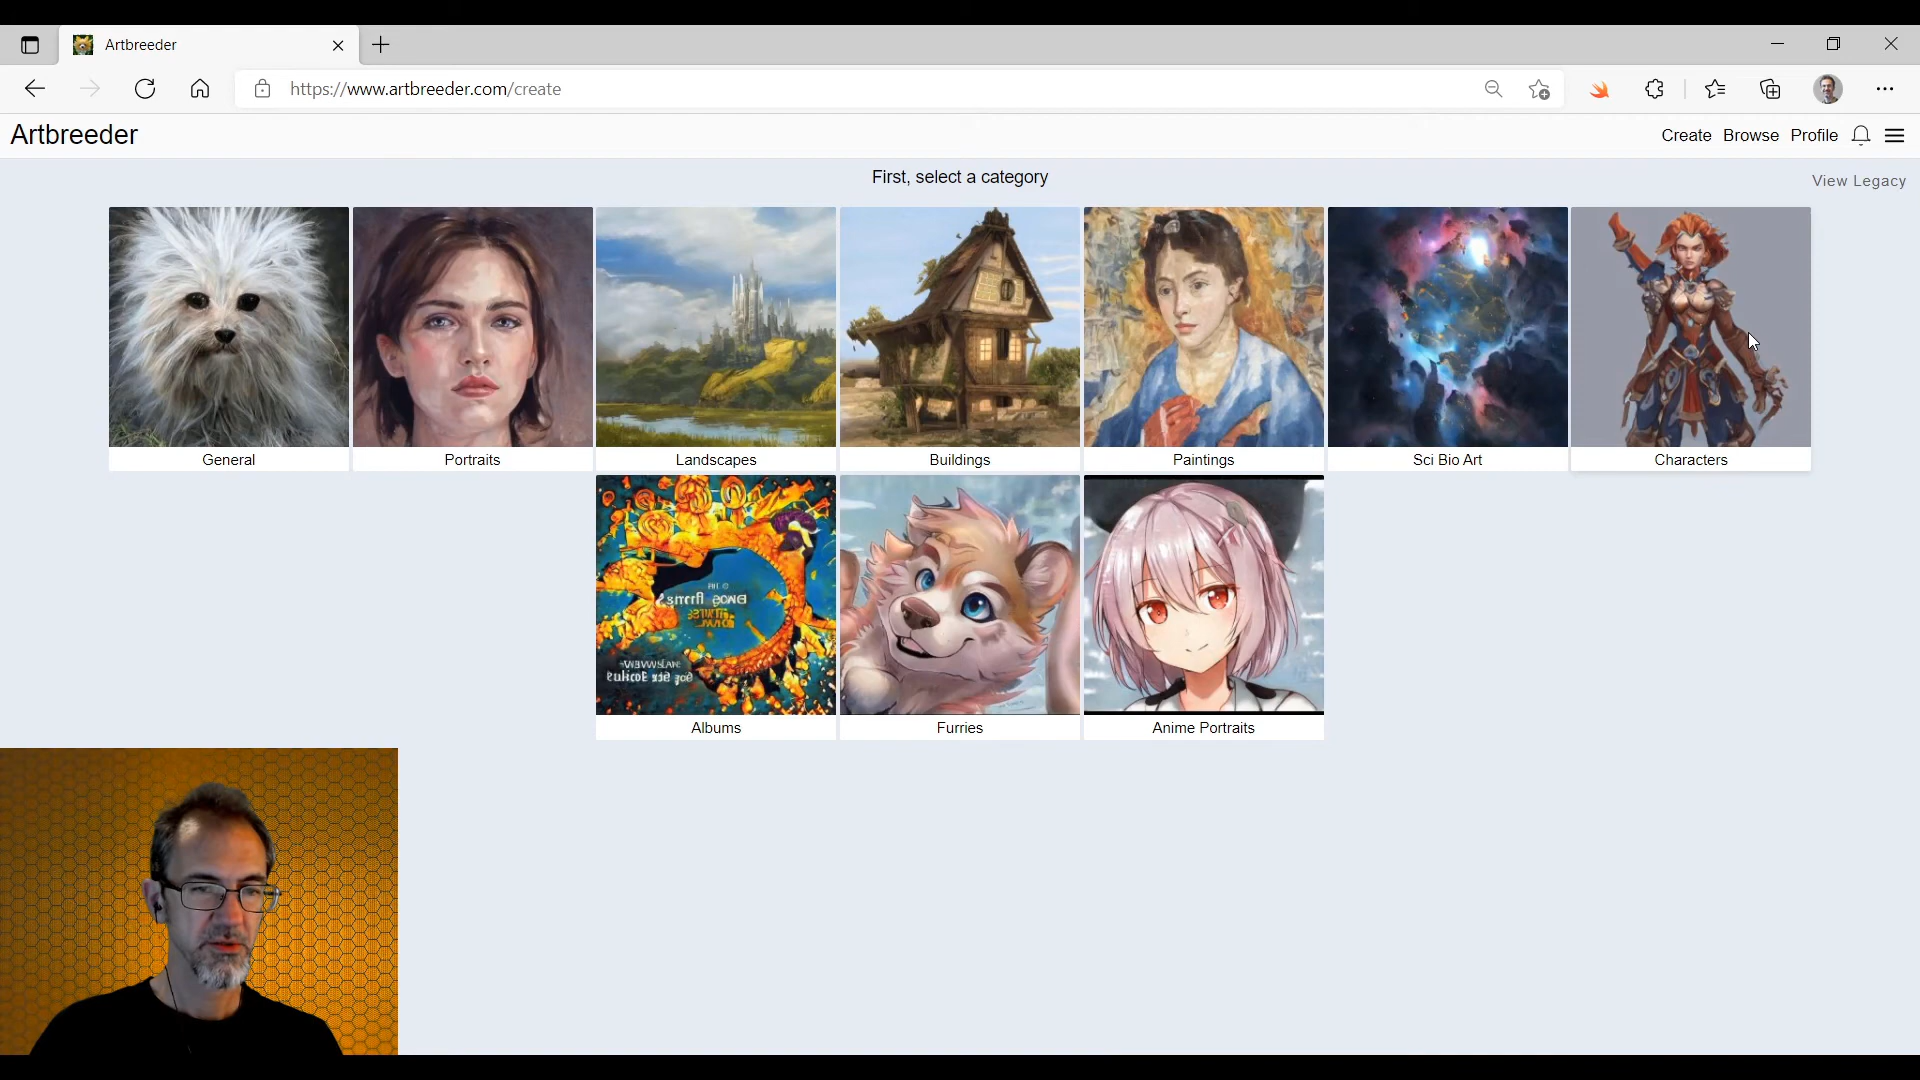 Artbreeder
https://www.artbreeder.com/create
Artbreeder
Create Browse Profile
First, select a category
View Legacy
General
Portraits
Landscapes
Buildings
Paintings
Sci Bio Art
Characters
Albums
Furries
Anime Portraits